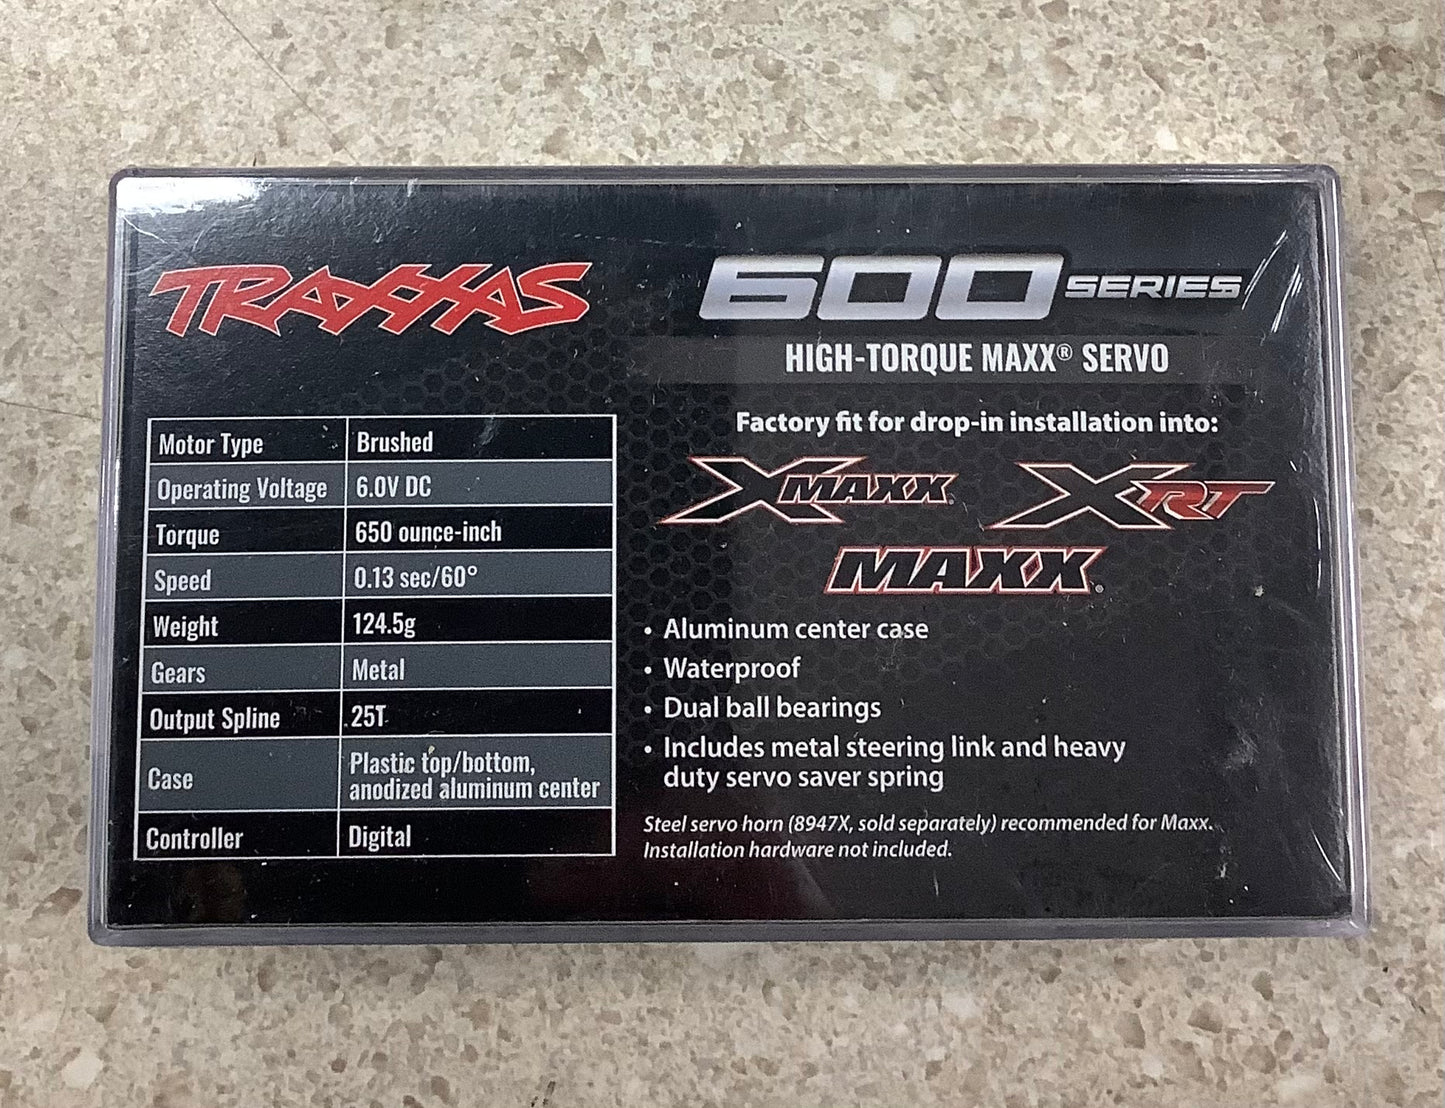 TRAXXAS
600 SERIES
HIGH-TORQUE MAXX® SERVO
Motor Type Brushed
Operating Voltage 6.0V DC
Torque 650 ounce-inch
Speed 0.13 sec/60°
Weight 124.5g
Gears Metal
Output Spline 25T
Case Plastic top/bottom,
anodized aluminum center
Controller Digital
Factory fit for drop-in installation into:
X MAXX® XRT
MAXX®
• Aluminum center case
• Waterproof
• Dual ball bearings
• Includes metal steering link and heavy
duty servo saver spring
Steel servo horn (8947X, sold separately) recommended for Maxx.
Installation hardware not included.